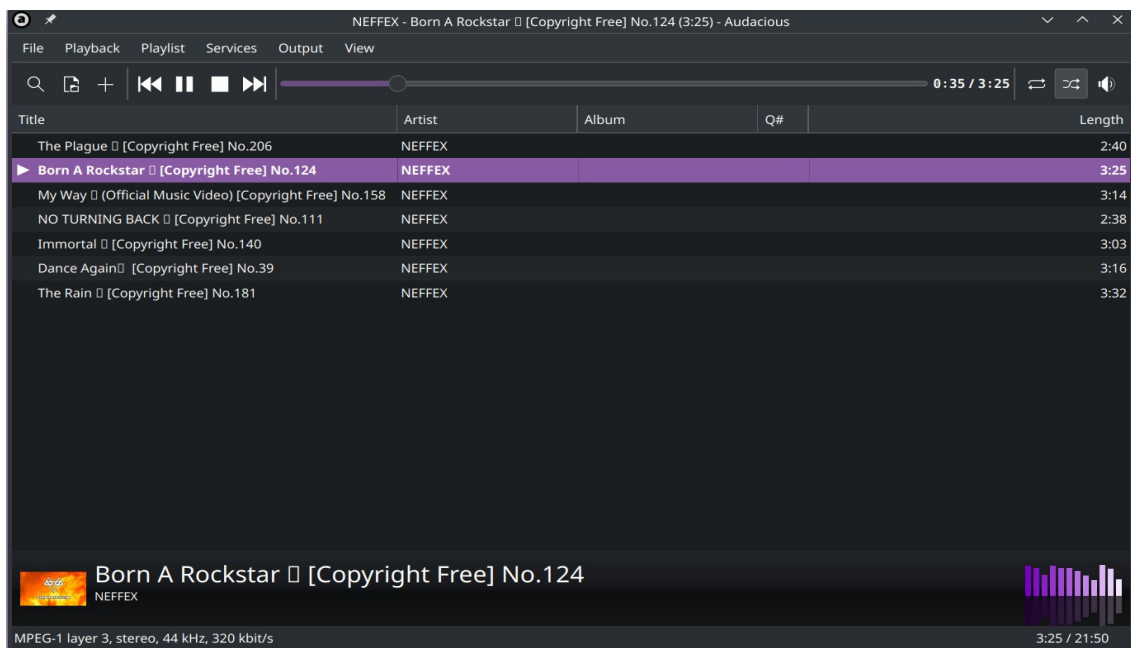 NEFFEX - Born A Rockstar ▯ [Copyright Free] No.124 (3:25) - Audacious
File Playback Playlist Services Output View
0:35 / 3:25
Title Artist Album Q# Length
The Plague ▯ [Copyright Free] No.206 NEFFEX 2:40
Born A Rockstar ▯ [Copyright Free] No.124 NEFFEX 3:25
My Way ▯ (Official Music Video) [Copyright Free] No.158 NEFFEX 3:14
NO TURNING BACK ▯ [Copyright Free] No.111 NEFFEX 2:38
Immortal ▯ [Copyright Free] No.140 NEFFEX 3:03
Dance Again▯ [Copyright Free] No.39 NEFFEX 3:16
The Rain ▯ [Copyright Free] No.181 NEFFEX 3:32
Born A Rockstar ▯ [Copyright Free] No.124
NEFFEX
MPEG-1 layer 3, stereo, 44 kHz, 320 kbit/s 3:25 / 21:50